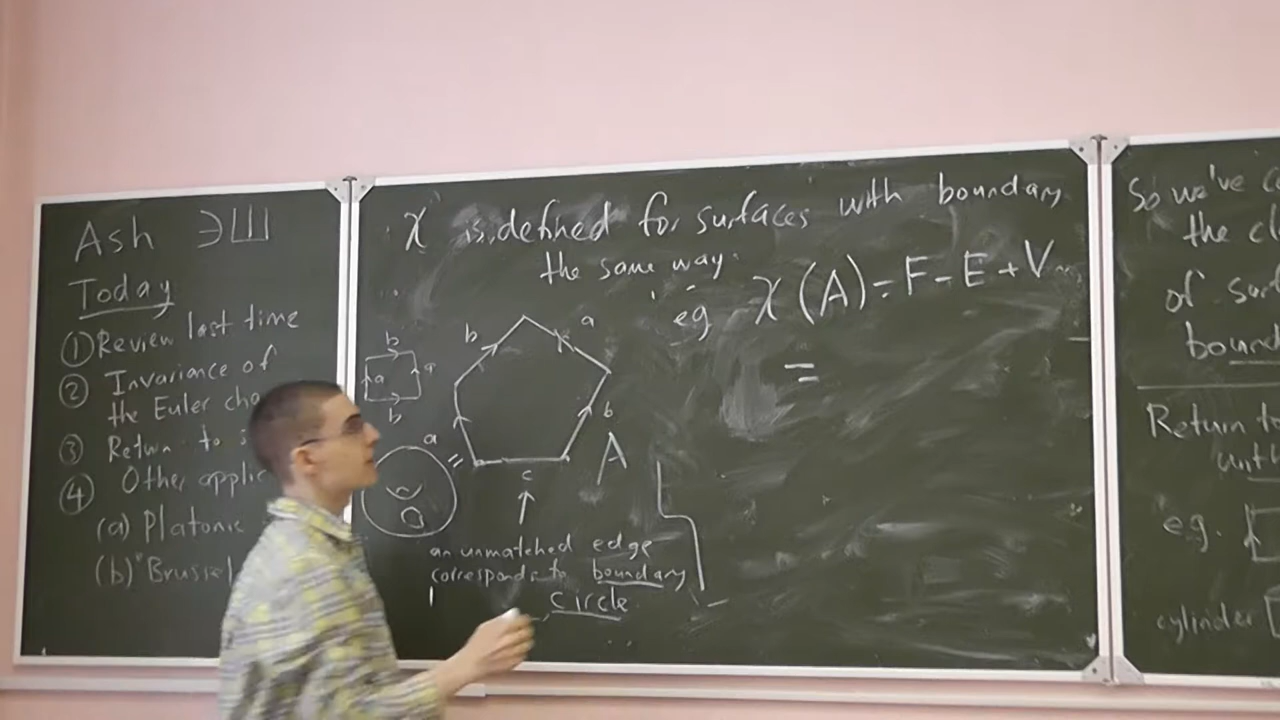 Ash ЭШ
Today
① Review last time
② Invariance of
the Euler cha
③ Return to s
④ Other applic
(a) Platonic
(b) "Brussel
χ is defined for surfaces with boundary
the same way.
eg χ(A) = F - E + V
=
b
a
a
b
b
a
b
a
c
A
=
an unmatched edge
corresponds to boundary
circle
So we've c
the cl
of sur
bound
Return t
with
e.g.
cylinder